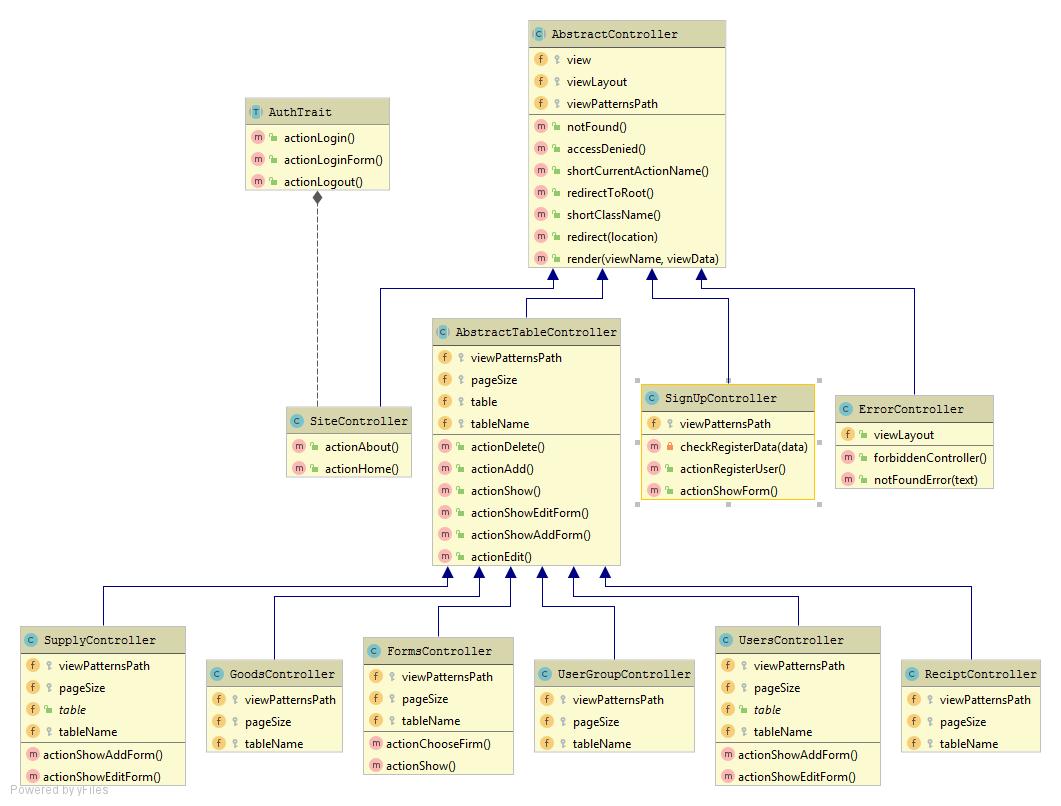 C AbstractController
f view
f viewLayout
f viewPatternsPath
m notFound()
m accessDenied()
m shortCurrentActionName()
m redirectToRoot()
m shortClassName()
m redirect(location)
m render(viewName, viewData)
T AuthTrait
m actionLogin()
m actionLoginForm()
m actionLogout()
C AbstractTableController
f viewPatternsPath
f pageSize
f table
f tableName
m actionDelete()
m actionAdd()
m actionShow()
m actionShowEditForm()
m actionShowAddForm()
m actionEdit()
C SiteController
m actionAbout()
m actionHome()
C SignUpController
f viewPatternsPath
m checkRegisterData(data)
m actionRegisterUser()
m actionShowForm()
C ErrorController
f viewLayout
m forbiddenController()
m notFoundError(text)
C SupplyController
f viewPatternsPath
f pageSize
f table
f tableName
m actionShowAddForm()
m actionShowEditForm()
C GoodsController
f viewPatternsPath
f pageSize
f tableName
C FormsController
f viewPatternsPath
f pageSize
f tableName
m actionChooseFirm()
m actionShow()
C UserGroupController
f viewPatternsPath
f pageSize
f tableName
C UsersController
f viewPatternsPath
f pageSize
f table
f tableName
m actionShowAddForm()
m actionShowEditForm()
C ReciptController
f viewPatternsPath
f pageSize
f tableName
Powered by yFiles